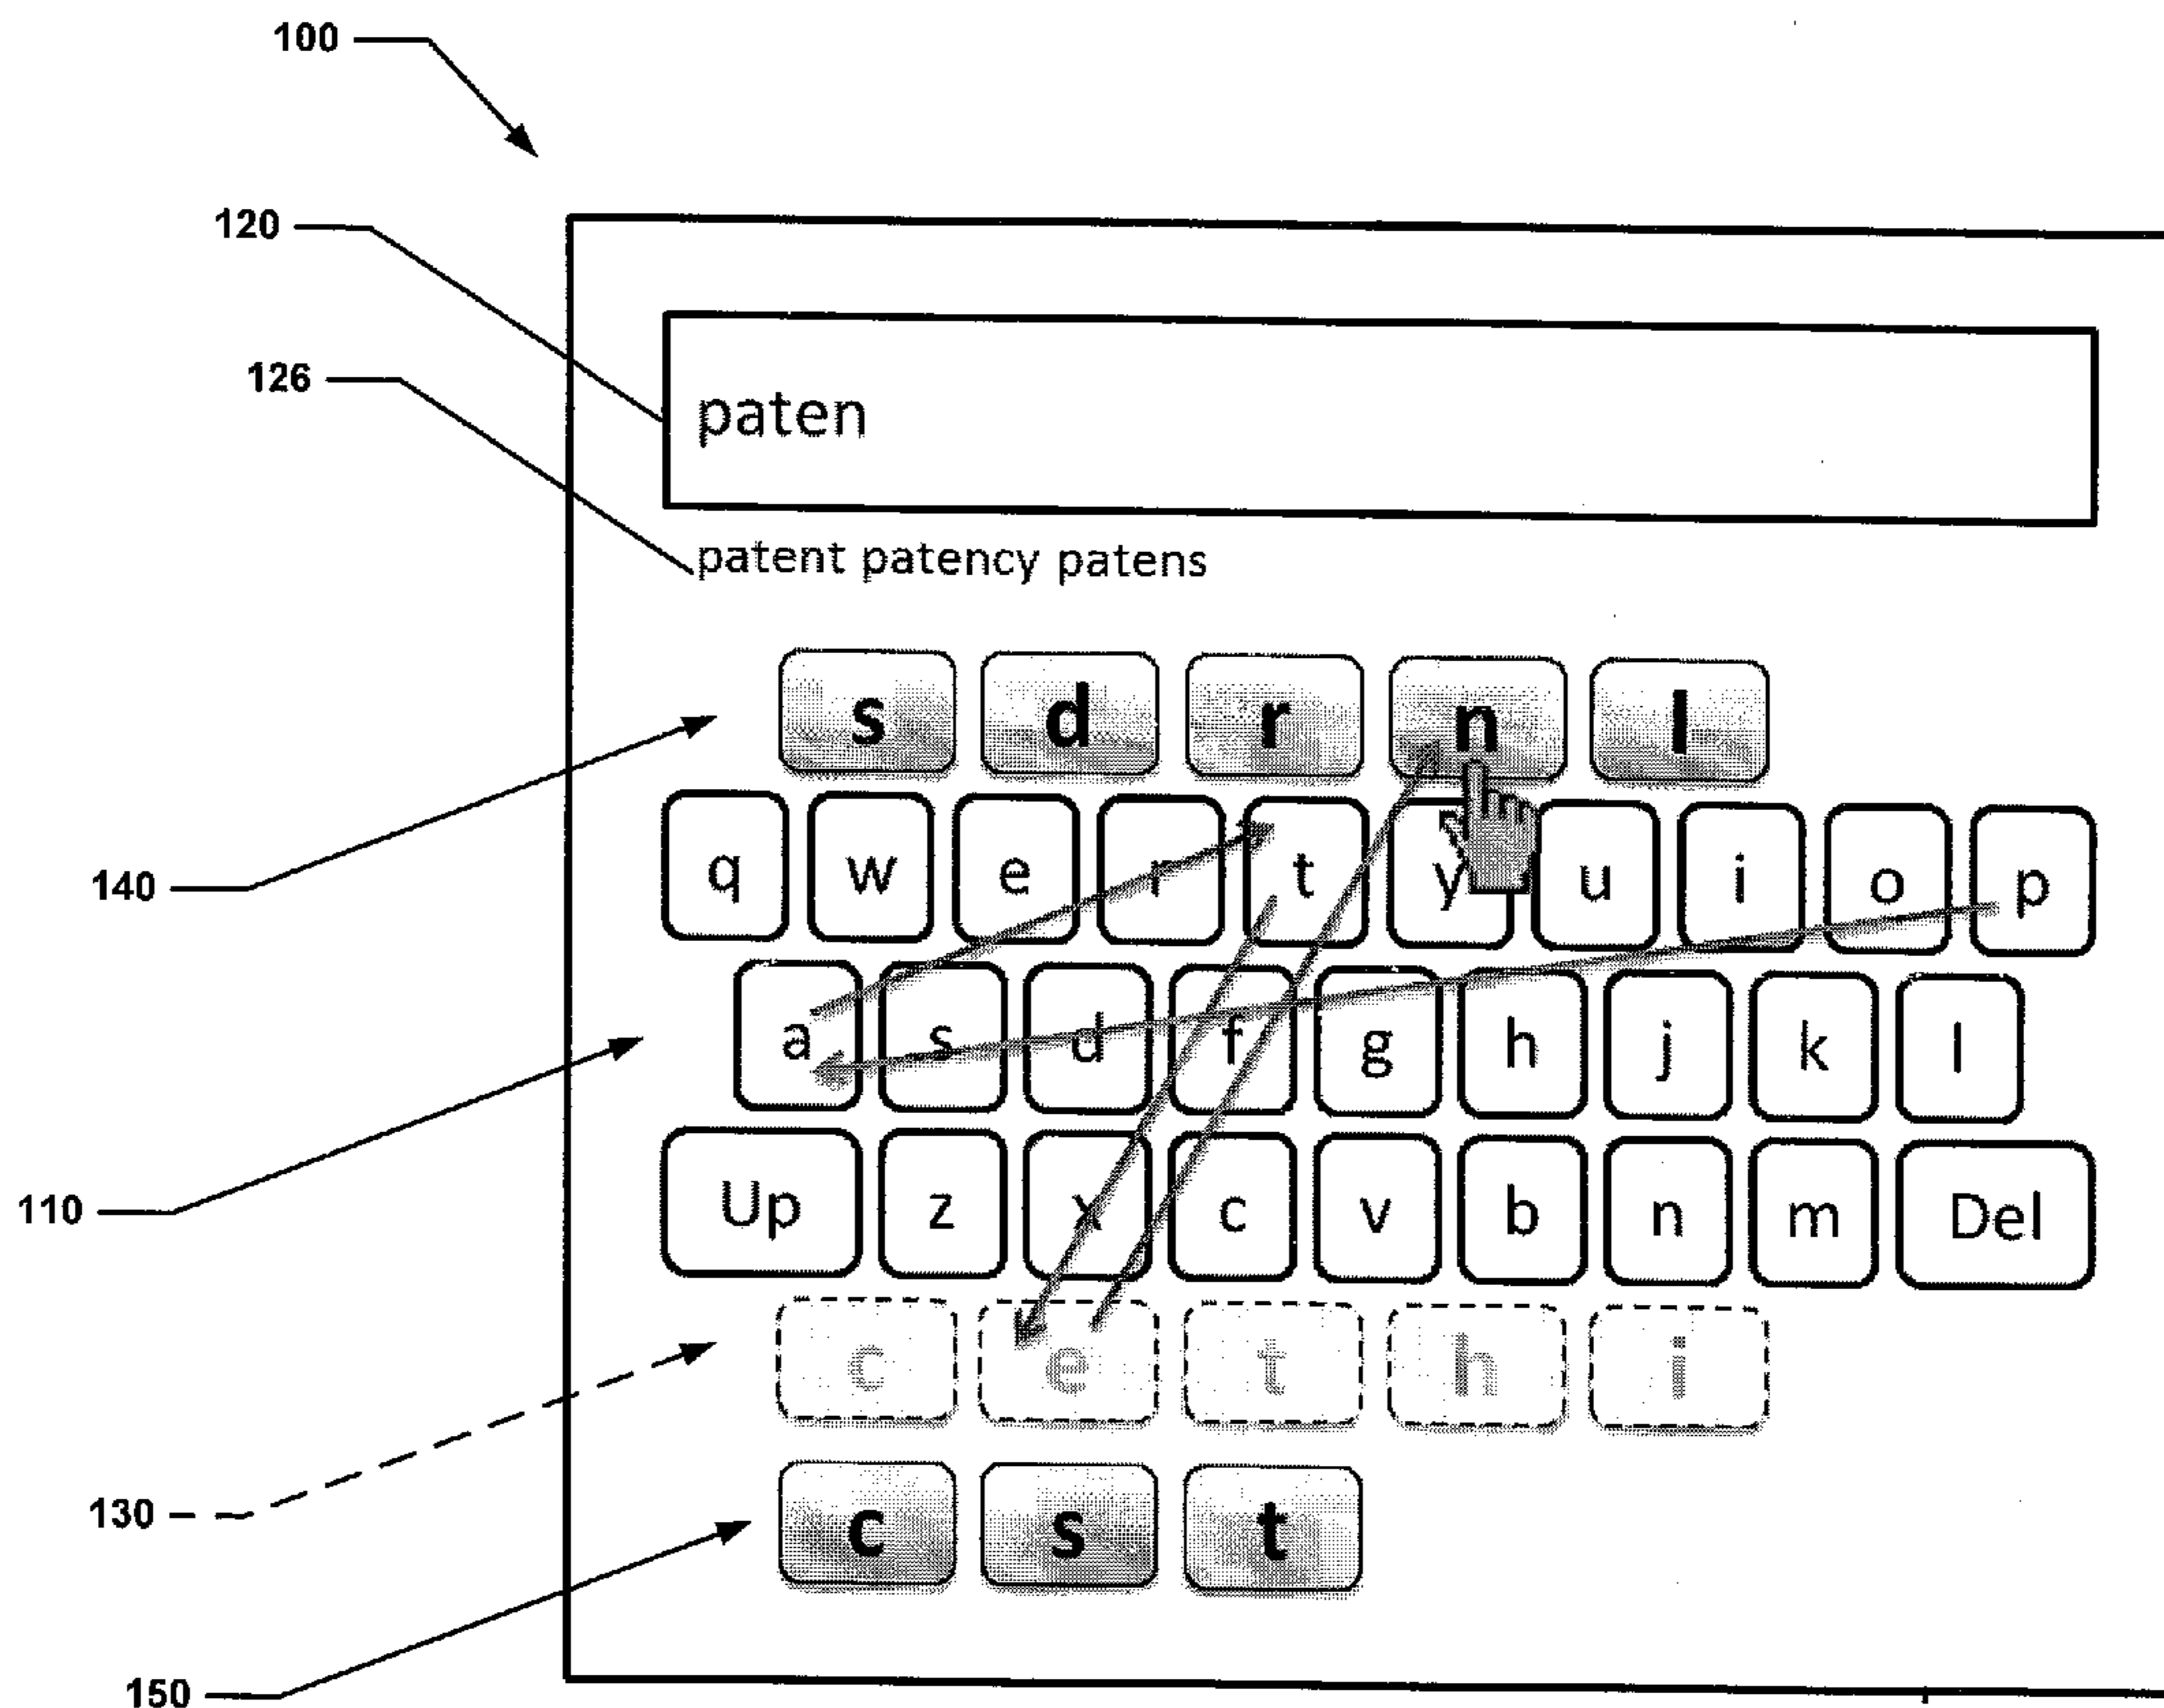 100
120
126
paten
patent patency patens
140
s d r n l
q w e r t y u i o p
110
a s d f g h j k l
Up z x c v b n m Del
130
c e t h i
150
c s t